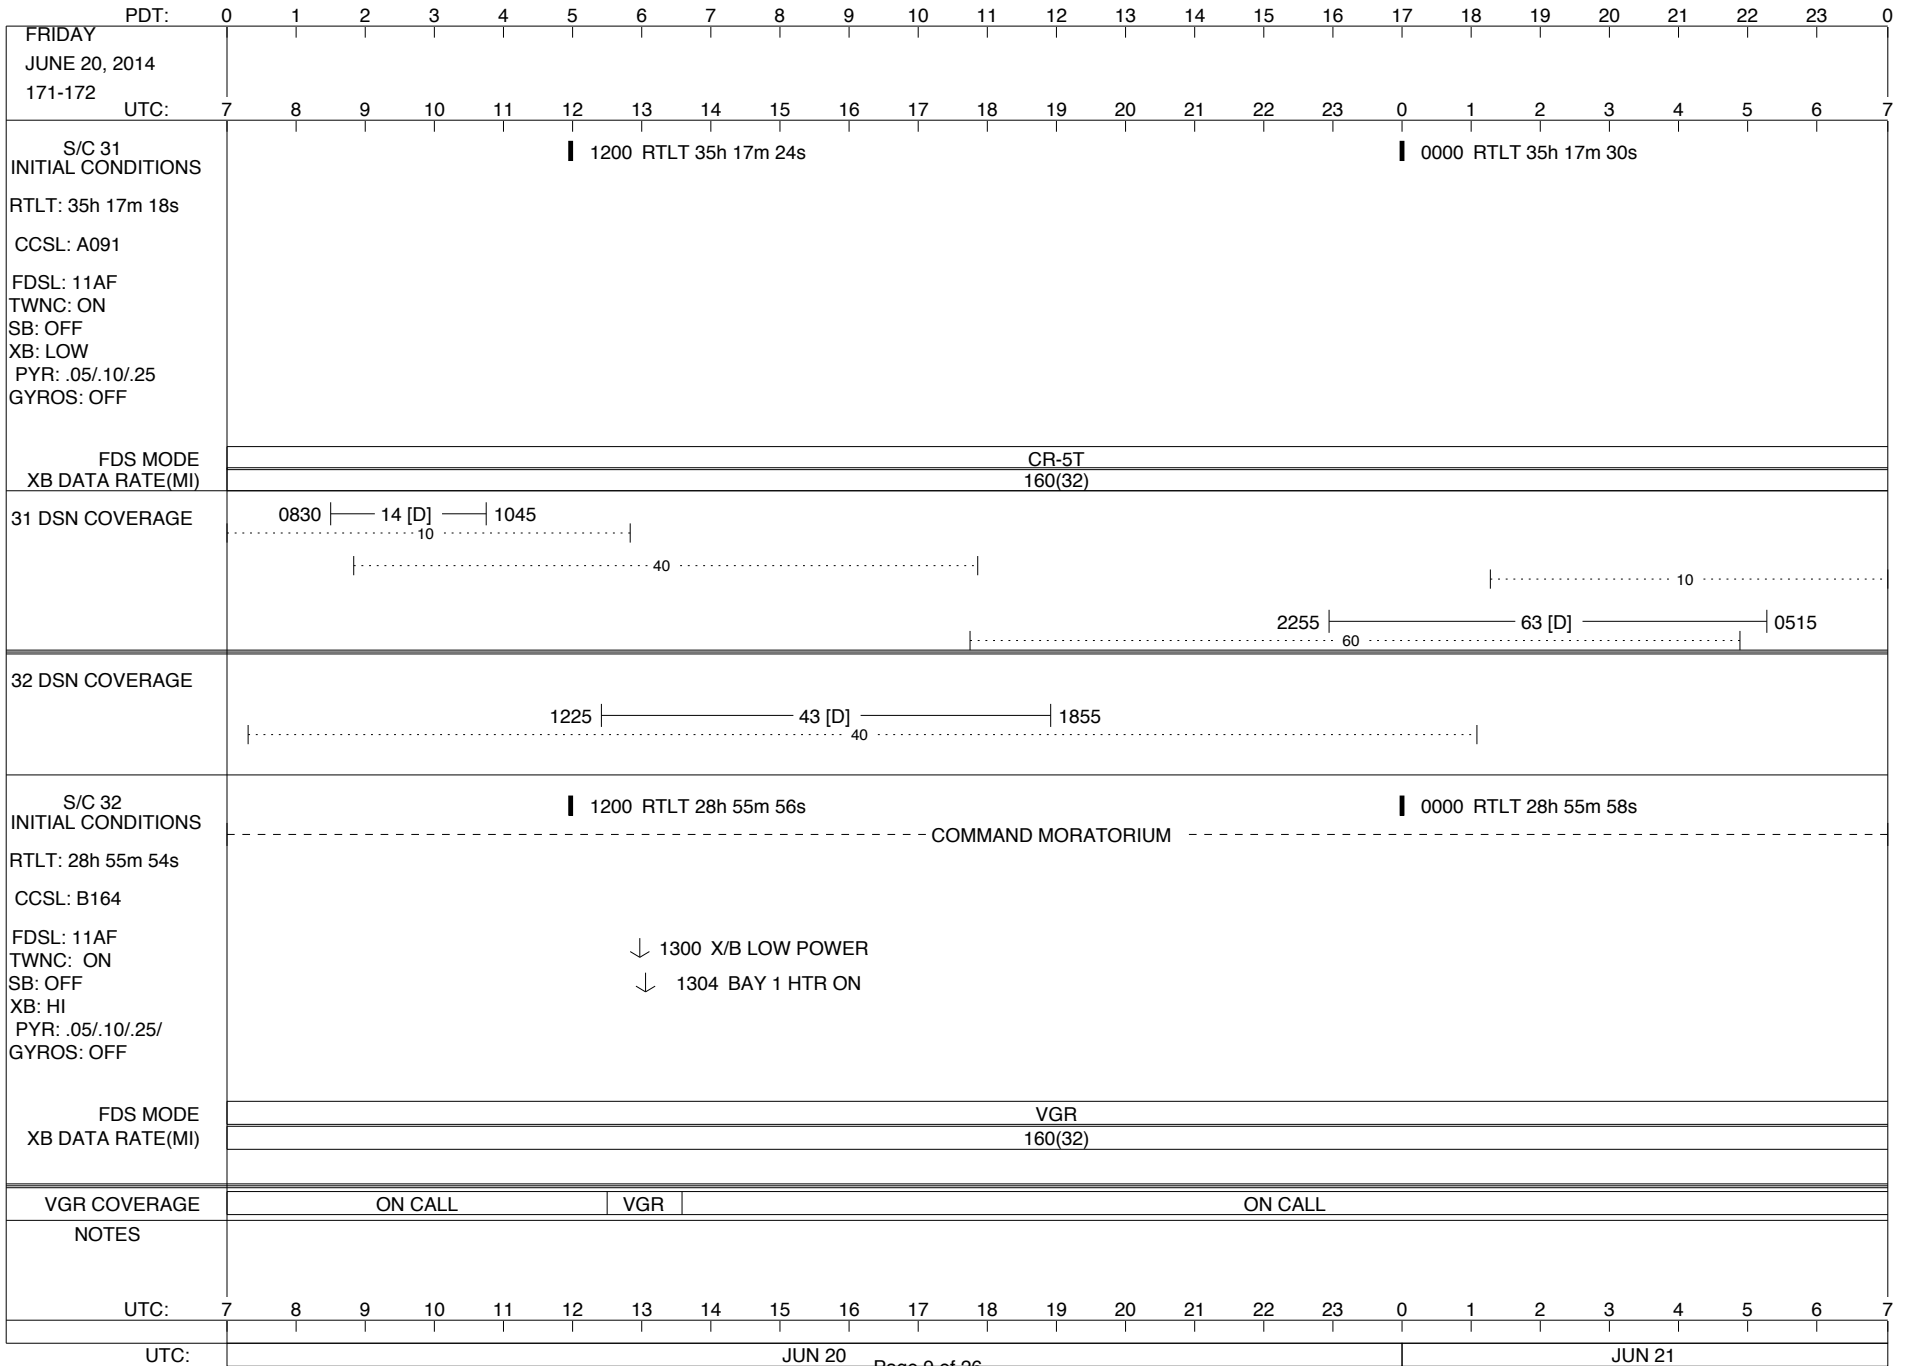 PDT: 0 1 2 3 4 5 6 7 8 9 10 11 12 13 14 15 16 17 18 19 20 21 22 23 0
FRIDAY
JUNE 20, 2014
171-172
UTC: 7 8 9 10 11 12 13 14 15 16 17 18 19 20 21 22 23 0 1 2 3 4 5 6 7
S/C 31
INITIAL CONDITIONS
1200 RTLT 35h 17m 24s
0000 RTLT 35h 17m 30s
RTLT: 35h 17m 18s
CCSL: A091
FDSL: 11AF
TWNC: ON
SB: OFF
XB: LOW
PYR: .05/.10/.25
GYROS: OFF
FDS MODE CR-5T
XB DATA RATE(MI) 160(32)
31 DSN COVERAGE
0830 14 [D] 1045
10
40
10
2255 63 [D] 0515
60
32 DSN COVERAGE
1225 43 [D] 1855
40
S/C 32
INITIAL CONDITIONS
1200 RTLT 28h 55m 56s
0000 RTLT 28h 55m 58s
COMMAND MORATORIUM
RTLT: 28h 55m 54s
CCSL: B164
FDSL: 11AF
TWNC: ON
SB: OFF
XB: HI
PYR: .05/.10/.25/
GYROS: OFF
1300 X/B LOW POWER
1304 BAY 1 HTR ON
FDS MODE VGR
XB DATA RATE(MI) 160(32)
VGR COVERAGE ON CALL VGR ON CALL
NOTES
UTC: 7 8 9 10 11 12 13 14 15 16 17 18 19 20 21 22 23 0 1 2 3 4 5 6 7
UTC: JUN 20 JUN 21
Page 9 of 26